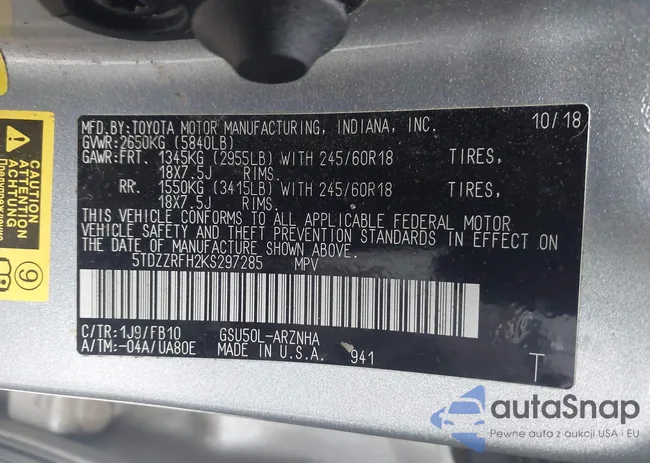 MFD.BY: TOYOTA MOTOR MANUFACTURING, INDIANA, INC. 10/18
GVWR: 2650KG (5840LB)
GAWR: FRT. 1345KG (2955LB) WITH 245/60R18 TIRES,
18X7.5J RIMS.
RR. 1550KG (3415LB) WITH 245/60R18 TIRES,
18X7.5J RIMS.
THIS VEHICLE CONFORMS TO ALL APPLICABLE FEDERAL MOTOR
VEHICLE SAFETY AND THEFT PREVENTION STANDARDS IN EFFECT ON
THE DATE OF MANUFACTURE SHOWN ABOVE.
5TDZZRFH2KS297285 MPV
C/TR: 1J9/FB10 GSU50L-ARZNHA
A/TM: -04A/UA80E MADE IN U.S.A. 941
T
CAUTION
ATTENTION
ACHTUNG
Предупреждение
9
autaSnap
Pewne auta z aukcji USA i EU